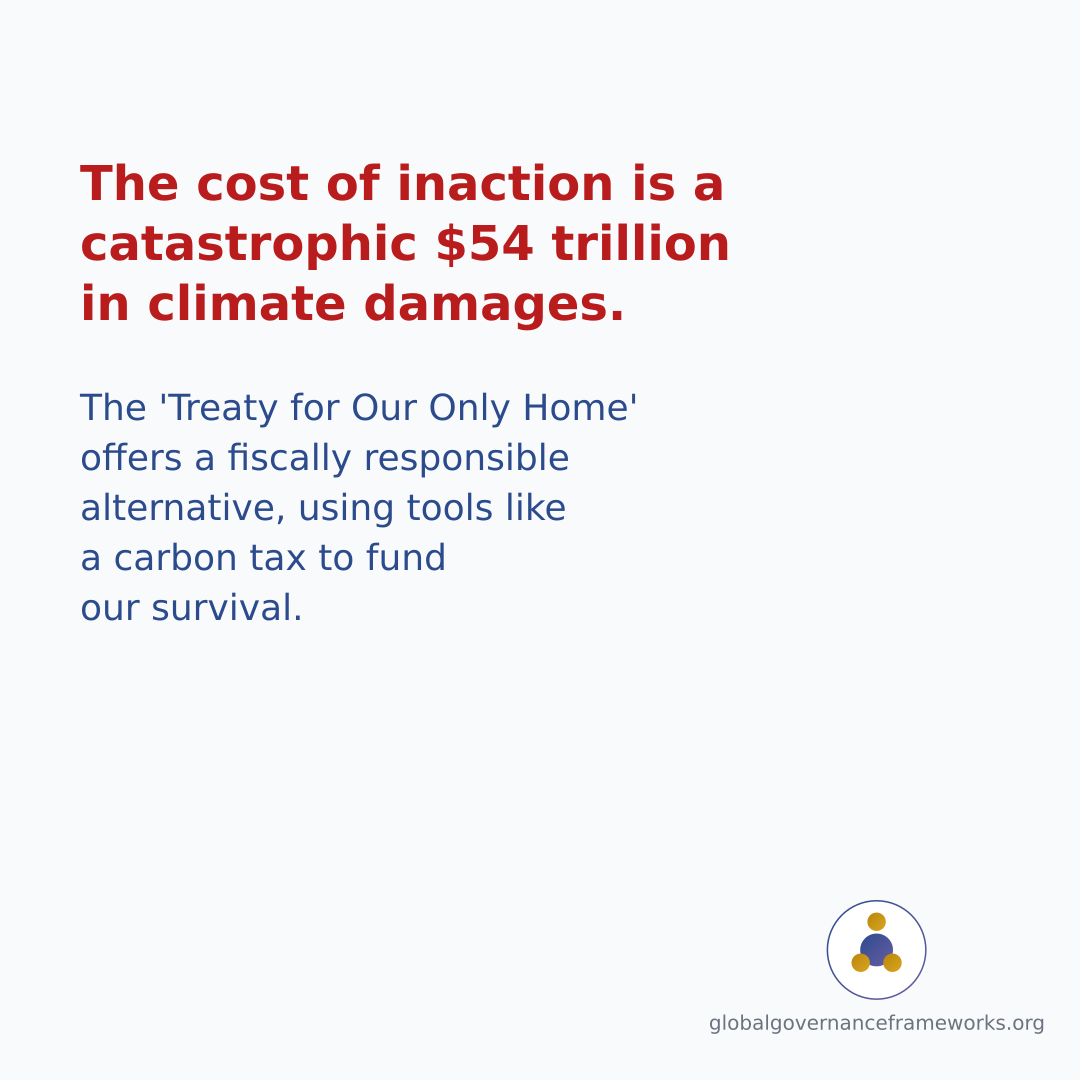 The cost of inaction is a
catastrophic $54 trillion
in climate damages.
The 'Treaty for Our Only Home'
offers a fiscally responsible
alternative, using tools like
a carbon tax to fund
our survival.
globalgovernanceframeworks.org